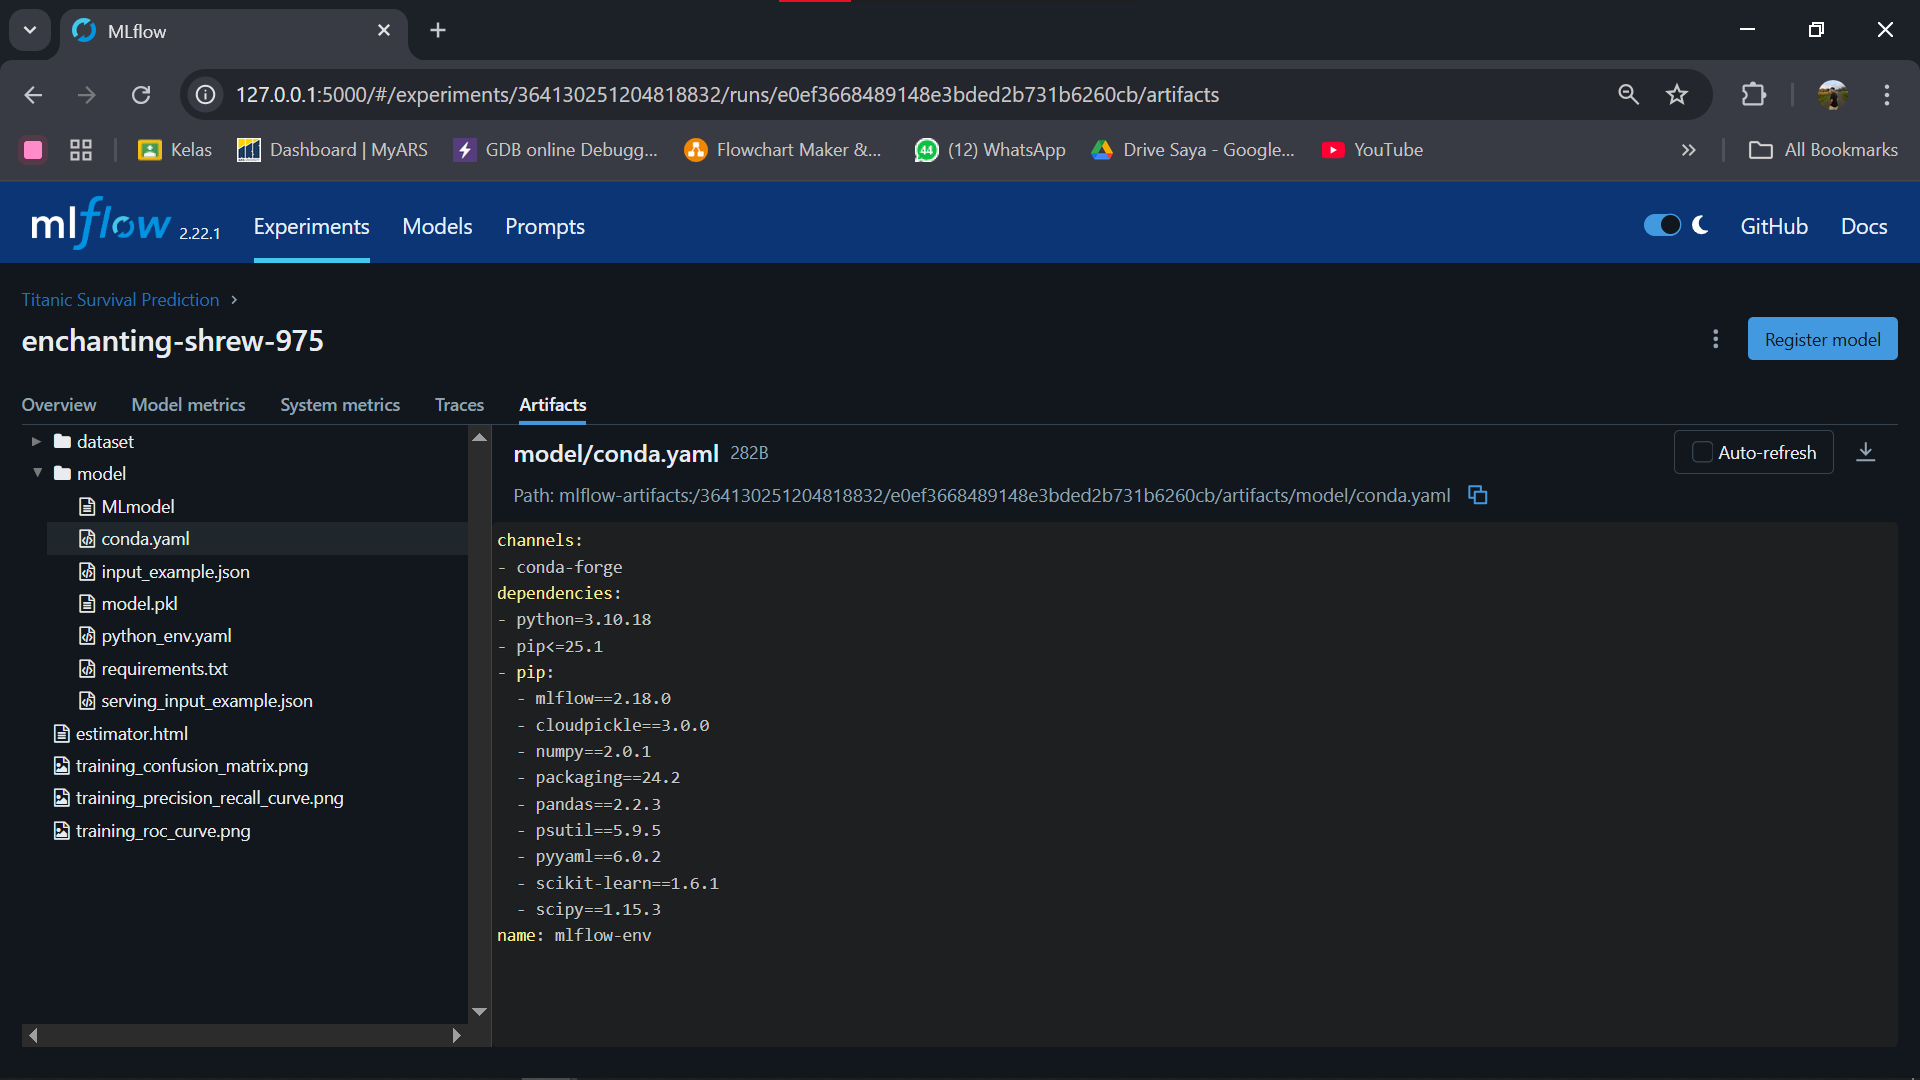 MLflow
127.0.0.1:5000/#/experiments/364130251204818832/runs/e0ef3668489148e3bded2b731b6260cb/artifacts
Kelas
Dashboard | MyARS
GDB online Debugg...
Flowchart Maker &...
44
(12) WhatsApp
Drive Saya - Google...
YouTube
All Bookmarks
mlflow 2.22.1
Experiments
Models
Prompts
GitHub
Docs
Titanic Survival Prediction
enchanting-shrew-975
Register model
Overview
Model metrics
System metrics
Traces
Artifacts
dataset
model
MLmodel
conda.yaml
input_example.json
model.pkl
python_env.yaml
requirements.txt
serving_input_example.json
estimator.html
training_confusion_matrix.png
training_precision_recall_curve.png
training_roc_curve.png
model/conda.yaml 282B
Auto-refresh
Path: mlflow-artifacts:/364130251204818832/e0ef3668489148e3bded2b731b6260cb/artifacts/model/conda.yaml
channels:
- conda-forge
dependencies:
- python=3.10.18
- pip<=25.1
- pip:
  - mlflow==2.18.0
  - cloudpickle==3.0.0
  - numpy==2.0.1
  - packaging==24.2
  - pandas==2.2.3
  - psutil==5.9.5
  - pyyaml==6.0.2
  - scikit-learn==1.6.1
  - scipy==1.15.3
name: mlflow-env